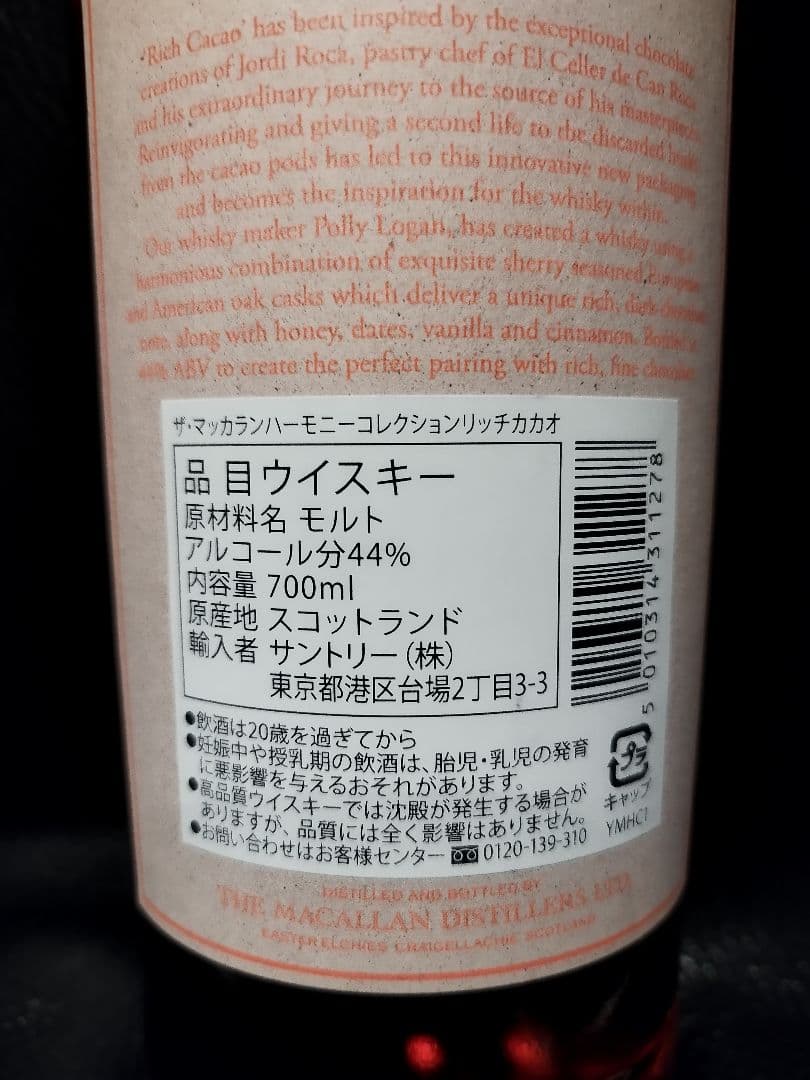 'Rich Cacao' has been inspired by the exceptional chocolate
creations of Jordi Roca, pastry chef of El Celler de Can Roca
and his extraordinary journey to the source of his masterpieces.
Reinvigorating and giving a second life to the discarded husks
from the cacao pods has led to this innovative new packaging
and becomes the inspiration for the whisky within.
Our whisky maker Polly Logan, has created a whisky using a
harmonious combination of exquisite sherry seasoned European
and American oak casks which deliver a unique rich, dark chocolate
note, along with honey, dates, vanilla and cinnamon. Bottled at
44% ABV to create the perfect pairing with rich, fine chocolate
ザ・マッカランハーモニーコレクションリッチカカオ
品 目ウイスキー
原材料名 モルト
アルコール分44%
内容量 700ml
原産地 スコットランド
輸入者 サントリー(株)
東京都港区台場2丁目3-3
5 010314 311278
●飲酒は20歳を過ぎてから
●妊娠中や授乳期の飲酒は、胎児・乳児の発育
に悪影響を与えるおそれがあります。
●高品質ウイスキーでは沈殿が発生する場合が
ありますが、品質には全く影響はありません。
●お問い合わせはお客様センター 0120-139-310
プラ
キャップ
YMHC1
DISTILLED AND BOTTLED BY
THE MACALLAN DISTILLERS LTD
EASTER ELCHIES CRAIGELLACHIE SCOTLAND